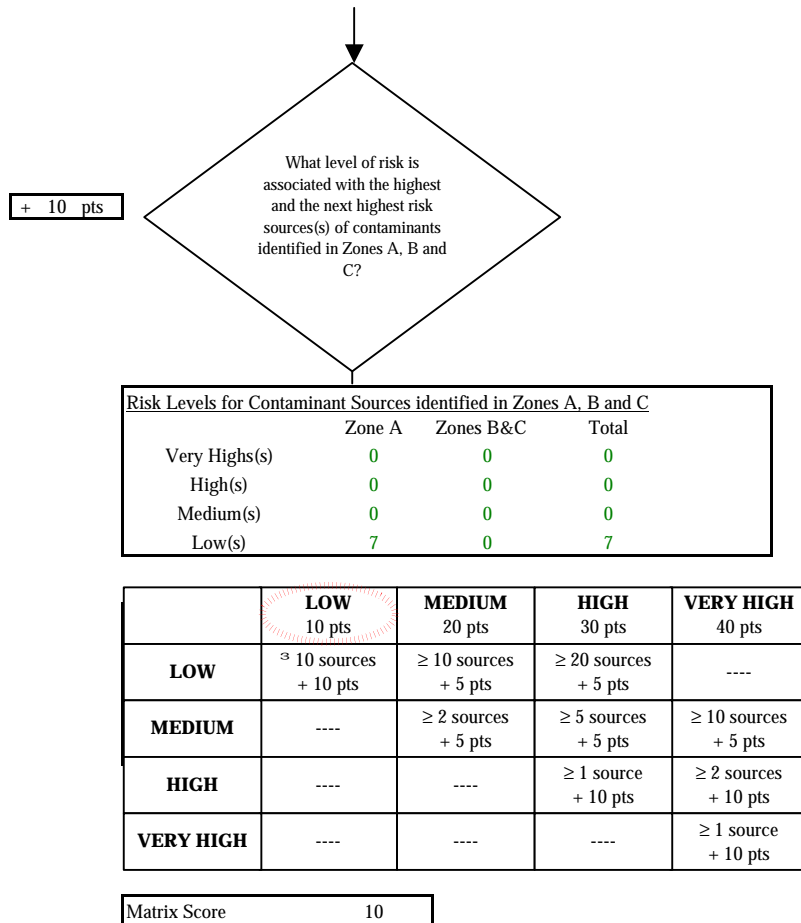 What level of risk is
associated with the highest
and the next highest risk
sources(s) of contaminants
identified in Zones A, B and
C?
+ 10 pts
Risk Levels for Contaminant Sources identified in Zones A, B and C
Zone A Zones B&C Total
Very Highs(s) 0 0 0
High(s) 0 0 0
Medium(s) 0 0 0
Low(s) 7 0 7
LOW MEDIUM HIGH VERY HIGH
10 pts 20 pts 30 pts 40 pts
LOW ³ 10 sources ≥ 10 sources ≥ 20 sources ----
+ 10 pts + 5 pts + 5 pts
MEDIUM ---- ≥ 2 sources ≥ 5 sources ≥ 10 sources
+ 5 pts + 5 pts + 5 pts
HIGH ---- ---- ≥ 1 source ≥ 2 sources
+ 10 pts + 10 pts
VERY HIGH ---- ---- ---- ≥ 1 source
+ 10 pts
Matrix Score 10